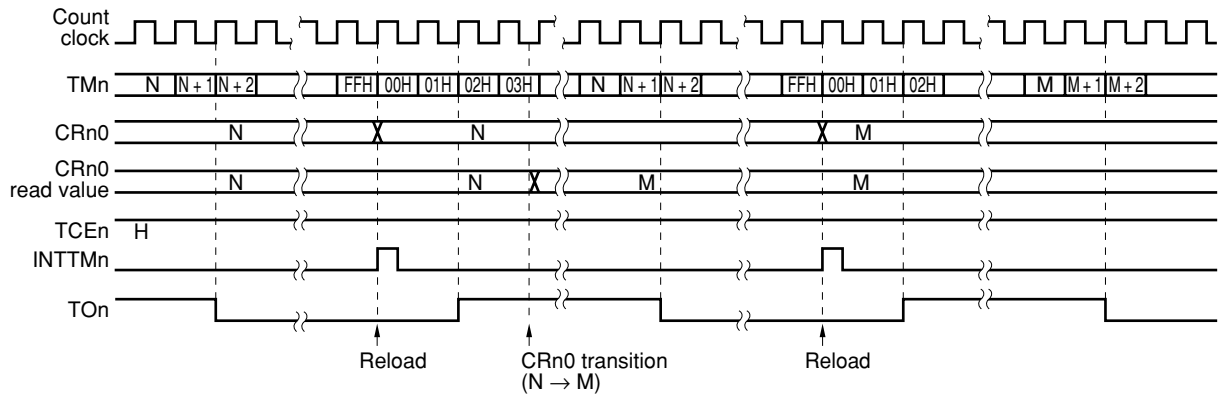 Count
clock
TMn N N + 1 N + 2 FFH 00H 01H 02H 03H N N + 1 N + 2 FFH 00H 01H 02H M M + 1 M + 2
CRn0 N N M
CRn0
read value N N M M
TCEn H
INTTMn
TOn
Reload CRn0 transition Reload
(N → M)